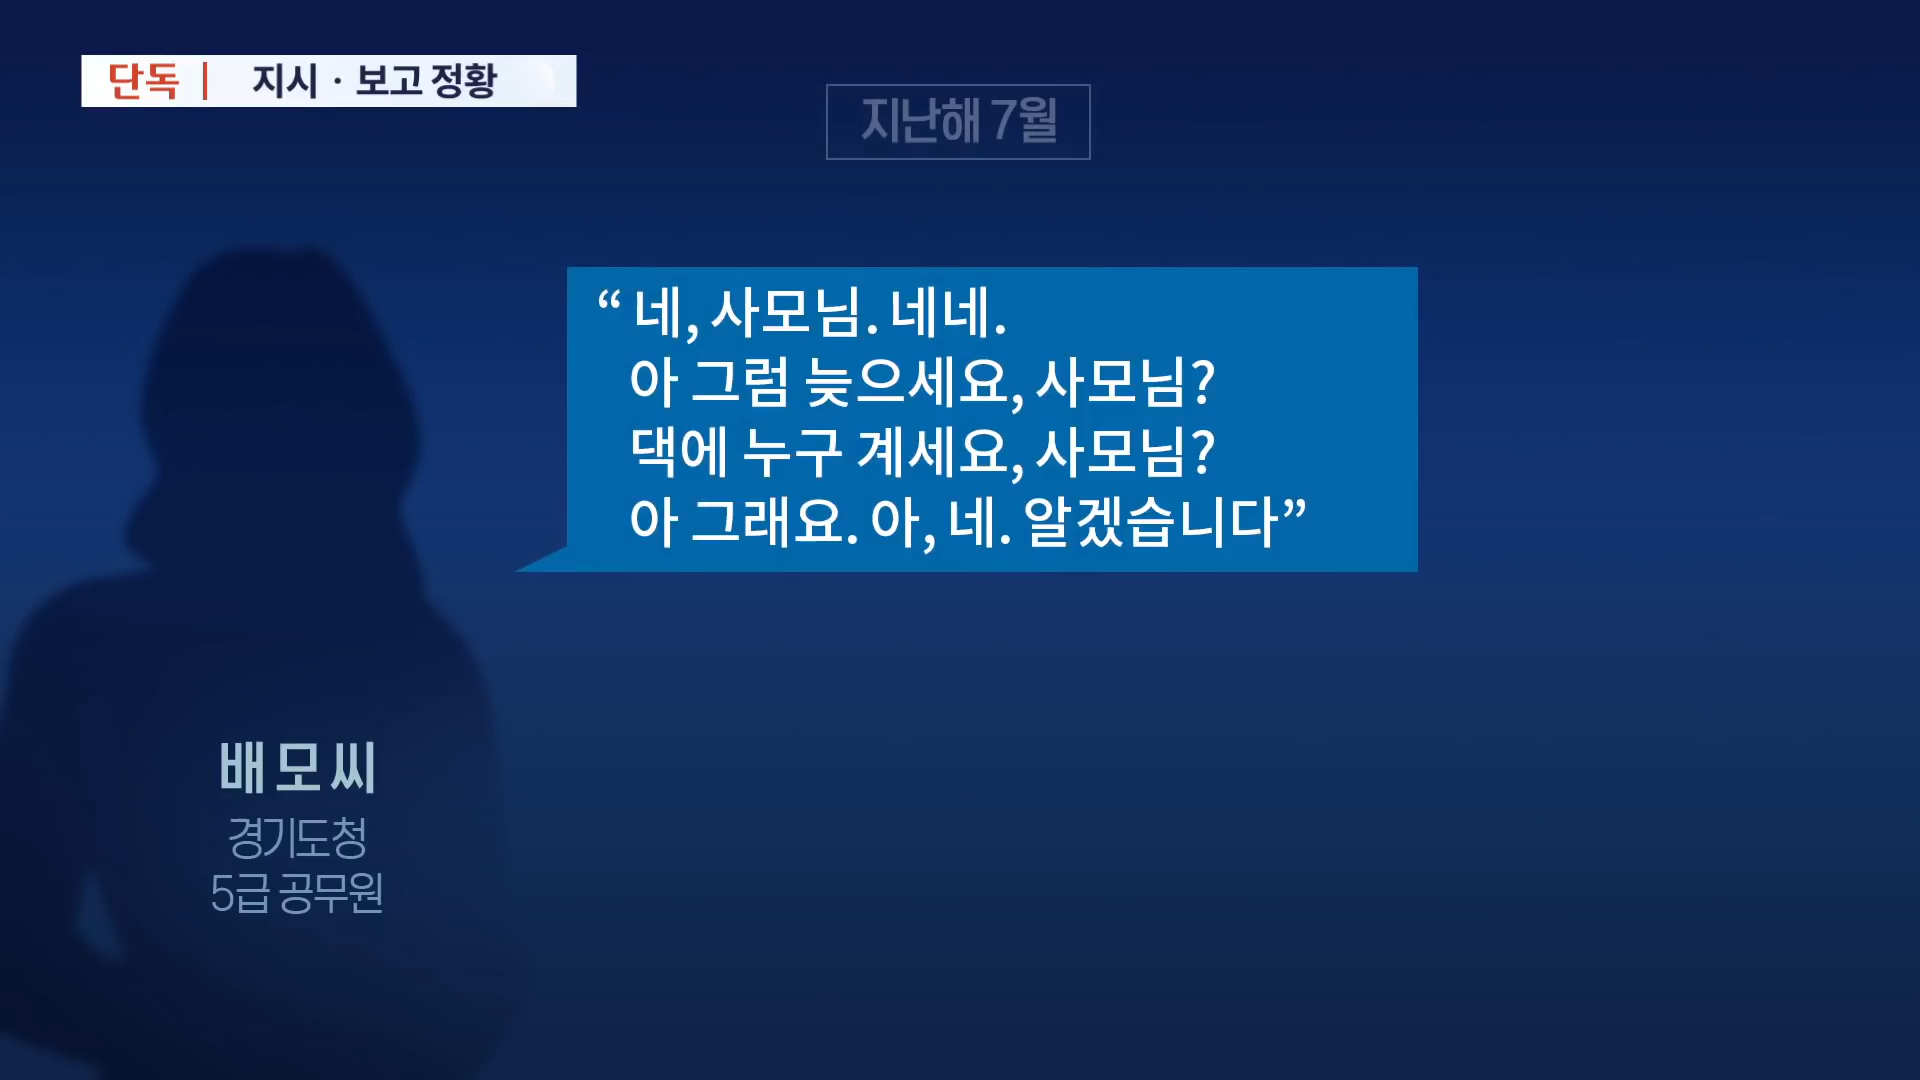 단독 | 지시 · 보고 정황
지난해 7월
“ 네, 사모님. 네네.
아 그럼 늦으세요, 사모님?
댁에 누구 계세요, 사모님?
아 그래요. 아, 네. 알겠습니다”
배모씨
경기도청
5급 공무원